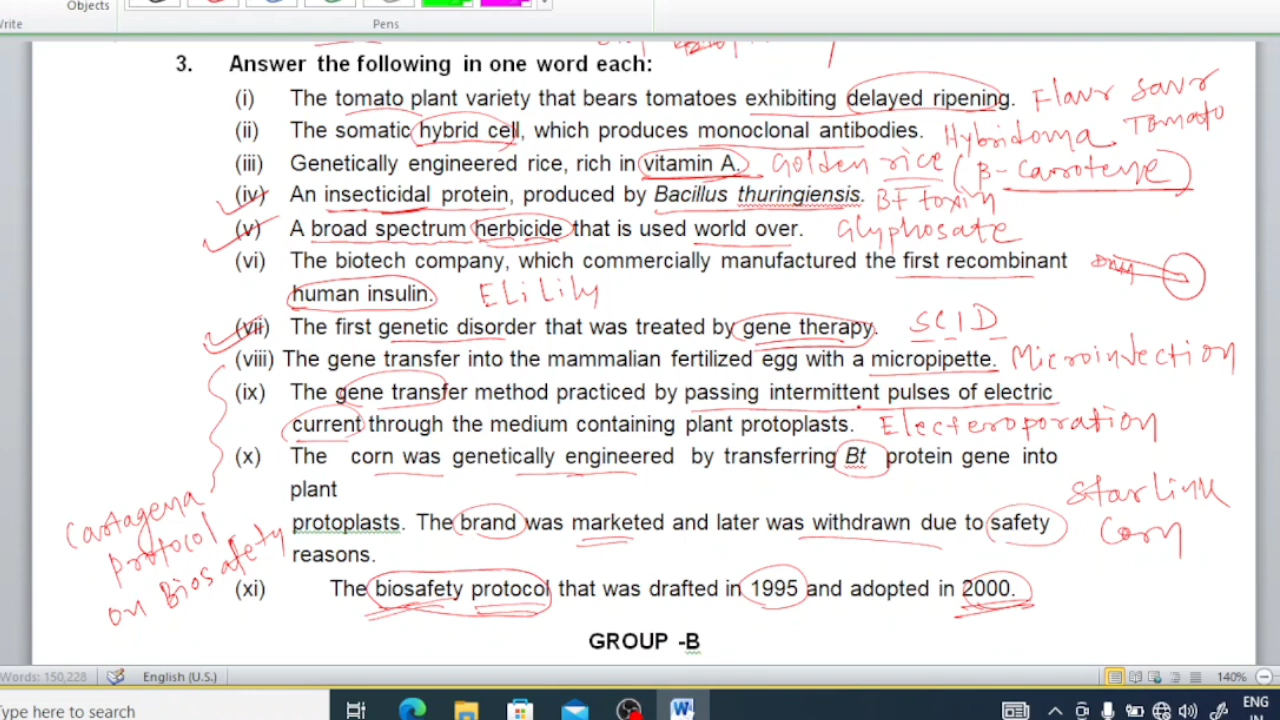 Objects
Write
Pens
3. Answer the following in one word each:
(i) The tomato plant variety that bears tomatoes exhibiting delayed ripening. Flavr Savr Tomato
(ii) The somatic hybrid cell, which produces monoclonal antibodies. Hybridoma
(iii) Genetically engineered rice, rich in vitamin A. Golden rice (β-Carrotene)
(iv) An insecticidal protein, produced by Bacillus thuringiensis. Bt toxin
(v) A broad spectrum herbicide that is used world over. Glyphosate
(vi) The biotech company, which commercially manufactured the first recombinant
human insulin. Eli Lily
(vii) The first genetic disorder that was treated by gene therapy. SCID
(viii) The gene transfer into the mammalian fertilized egg with a micropipette. Microinjection
(ix) The gene transfer method practiced by passing intermittent pulses of electric
current through the medium containing plant protoplasts. Electeroporation
(x) The corn was genetically engineered by transferring Bt protein gene into
plant
protoplasts. The brand was marketed and later was withdrawn due to safety
reasons.
Starlink
Corn
(xi) The biosafety protocol that was drafted in 1995 and adopted in 2000.
Cartagena
protocol
on Biosafety
GROUP -B
Words: 150,228 English (U.S.) 140%
Type here to search ENG
IN